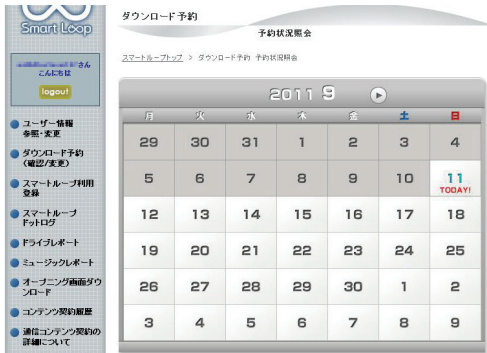 Smart Loop
さん
こんにちは
logout
ユーザー情報
参照・変更
ダウンロード予約
(確認/変更)
スマートループ利用
登録
スマートループ
ドットログ
ドライブレポート
ミュージックレポート
オープニング画面ダウ
ンロード
コンテンツ契約履歴
通信コンテンツ契約の
詳細について
ダウンロード予約
予約状況照会
スマートループトップ > ダウンロード予約 予約状況照会
2011 9
月 火 水 木 金 土 日
29 30 31 1 2 3 4
5 6 7 8 9 10 11
TODAY!
12 13 14 15 16 17 18
19 20 21 22 23 24 25
26 27 28 29 30 1 2
3 4 5 6 7 8 9